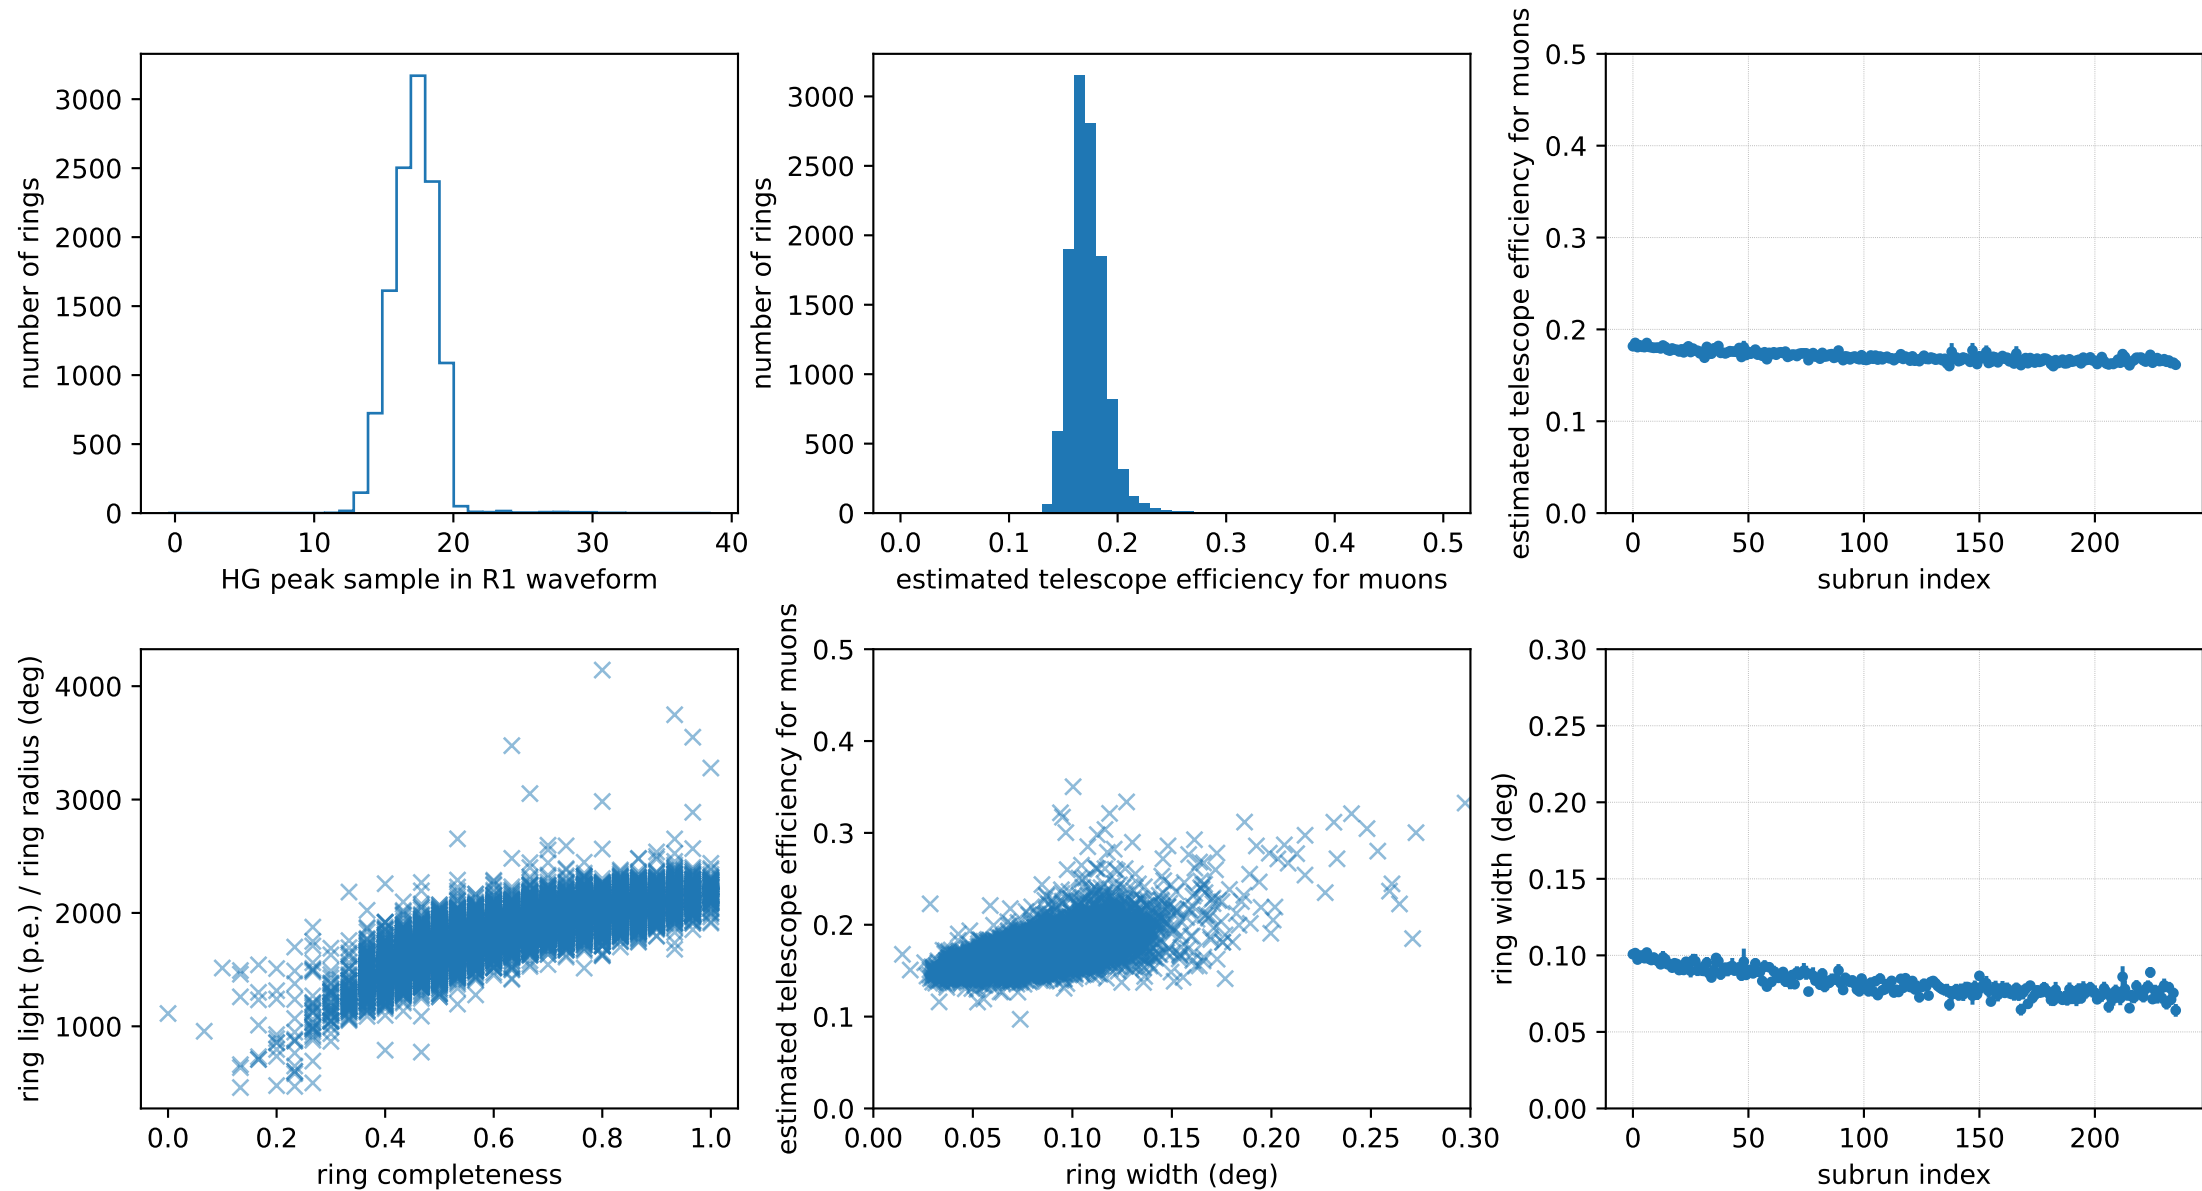 3000
2500
2000
1500
1000
500
0
number of rings
0 10 20 30 40
HG peak sample in R1 waveform
3000
2500
2000
1500
1000
500
0
number of rings
0.0 0.1 0.2 0.3 0.4 0.5
estimated telescope efficiency for muons
0.5
0.4
0.3
0.2
0.1
0.0
estimated telescope efficiency for muons
0 50 100 150 200
subrun index
4000
3000
2000
1000
ring light (p.e.) / ring radius (deg)
0.0 0.2 0.4 0.6 0.8 1.0
ring completeness
0.5
0.4
0.3
0.2
0.1
0.0
estimated telescope efficiency for muons
0.00 0.05 0.10 0.15 0.20 0.25 0.30
ring width (deg)
0.30
0.25
0.20
0.15
0.10
0.05
0.00
ring width (deg)
0 50 100 150 200
subrun index